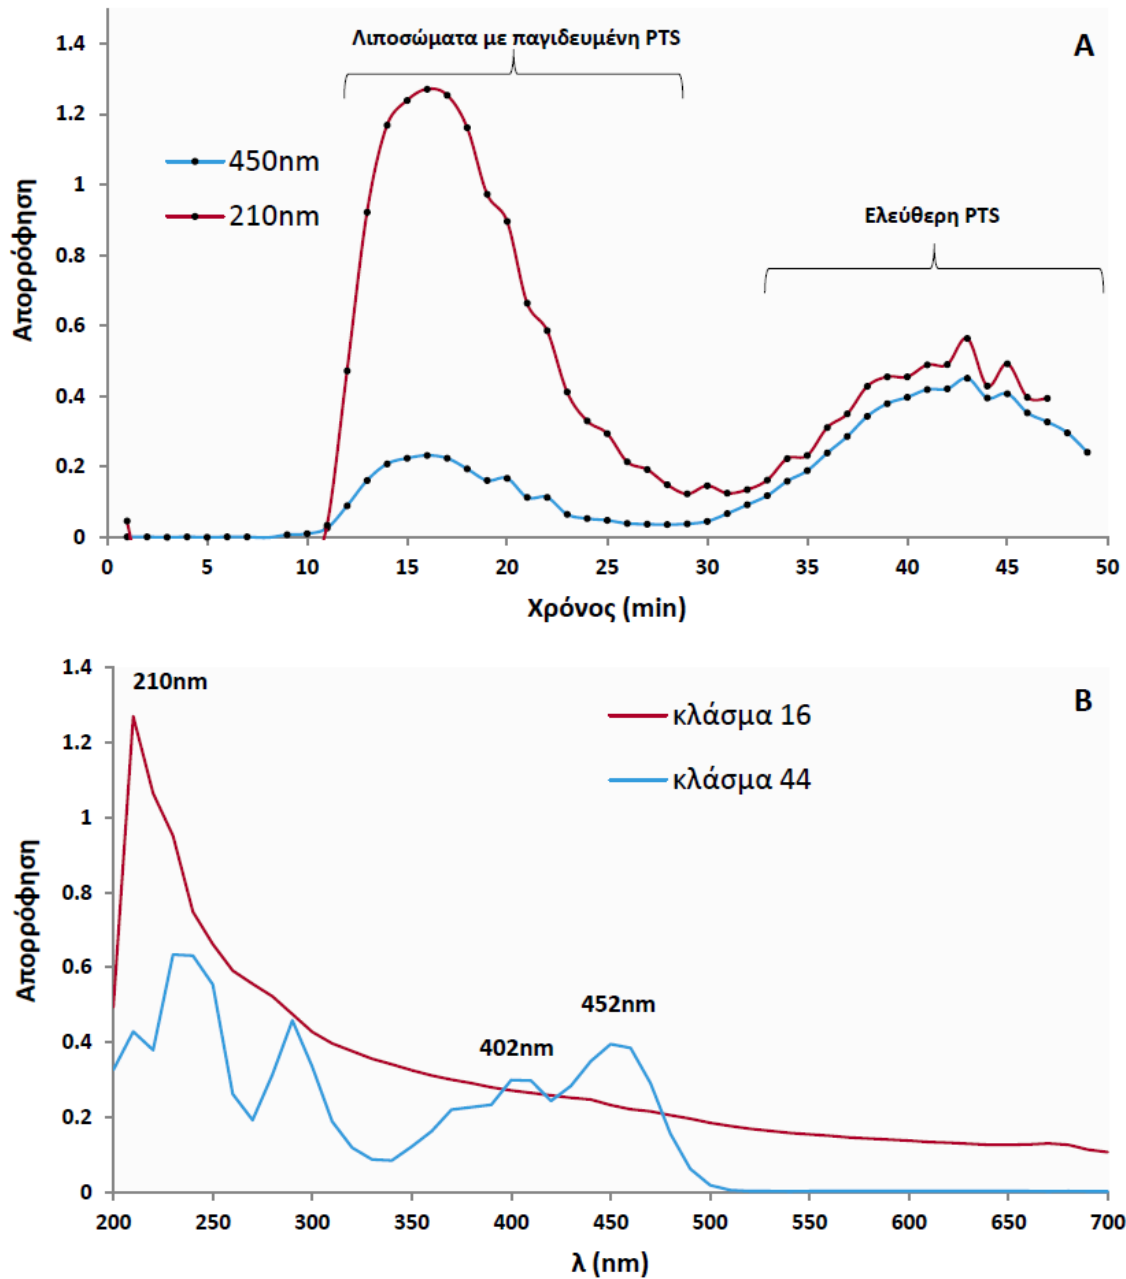 Λιποσώματα με παγιδευμένη PTS
A
1.4
1.2
1
0.8
0.6
0.4
0.2
0
450nm
210nm
Ελεύθερη PTS
Απορρόφηση
0 5 10 15 20 25 30 35 40 45 50
Χρόνος (min)
1.4
1.2
1
0.8
0.6
0.4
0.2
0
210nm
κλάσμα 16
B
κλάσμα 44
452nm
402nm
Απορρόφηση
200 250 300 350 400 450 500 550 600 650 700
λ (nm)